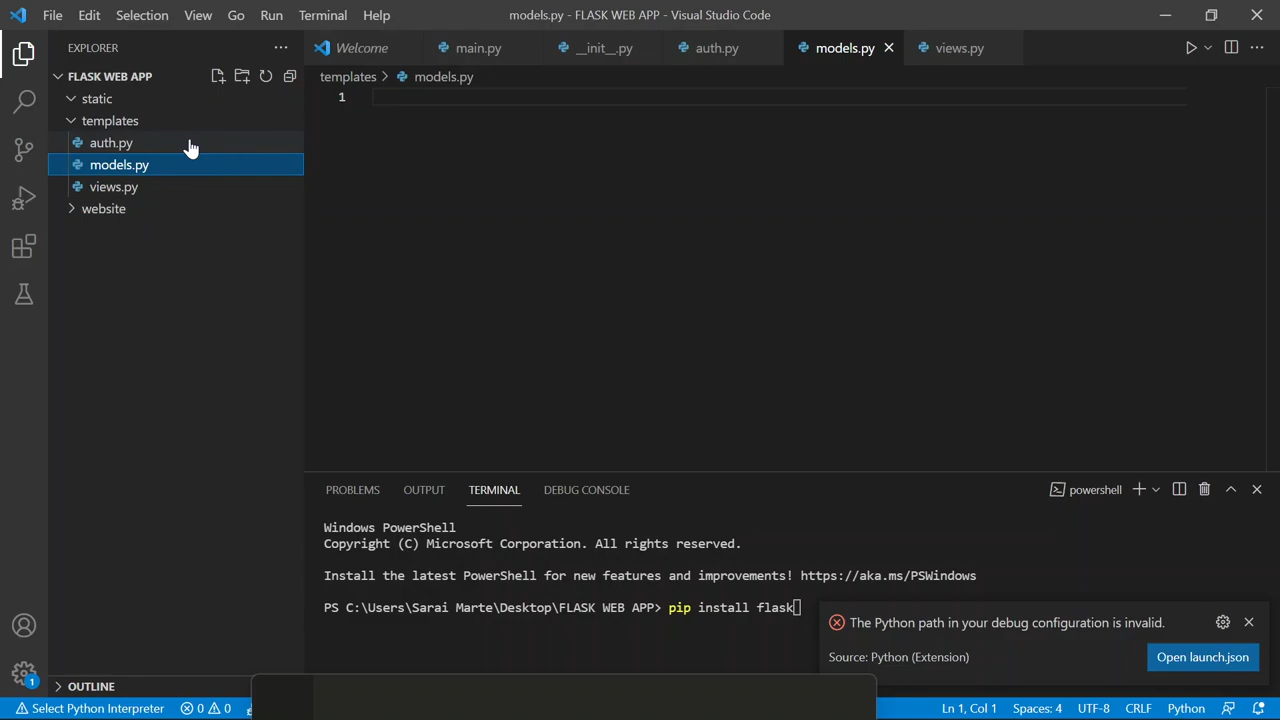 File Edit Selection View Go Run Terminal Help models.py - FLASK WEB APP - Visual Studio Code
EXPLORER
FLASK WEB APP
static
templates
auth.py
models.py
views.py
website
OUTLINE
Welcome main.py __init__.py auth.py models.py views.py
templates > models.py
1
PROBLEMS OUTPUT TERMINAL DEBUG CONSOLE powershell
Windows PowerShell
Copyright (C) Microsoft Corporation. All rights reserved.
Install the latest PowerShell for new features and improvements! https://aka.ms/PSWindows
PS C:\Users\Sarai Marte\Desktop\FLASK WEB APP> pip install flask
The Python path in your debug configuration is invalid.
Source: Python (Extension) Open launch.json
1
Select Python Interpreter 0 0 Ln 1, Col 1 Spaces: 4 UTF-8 CRLF Python